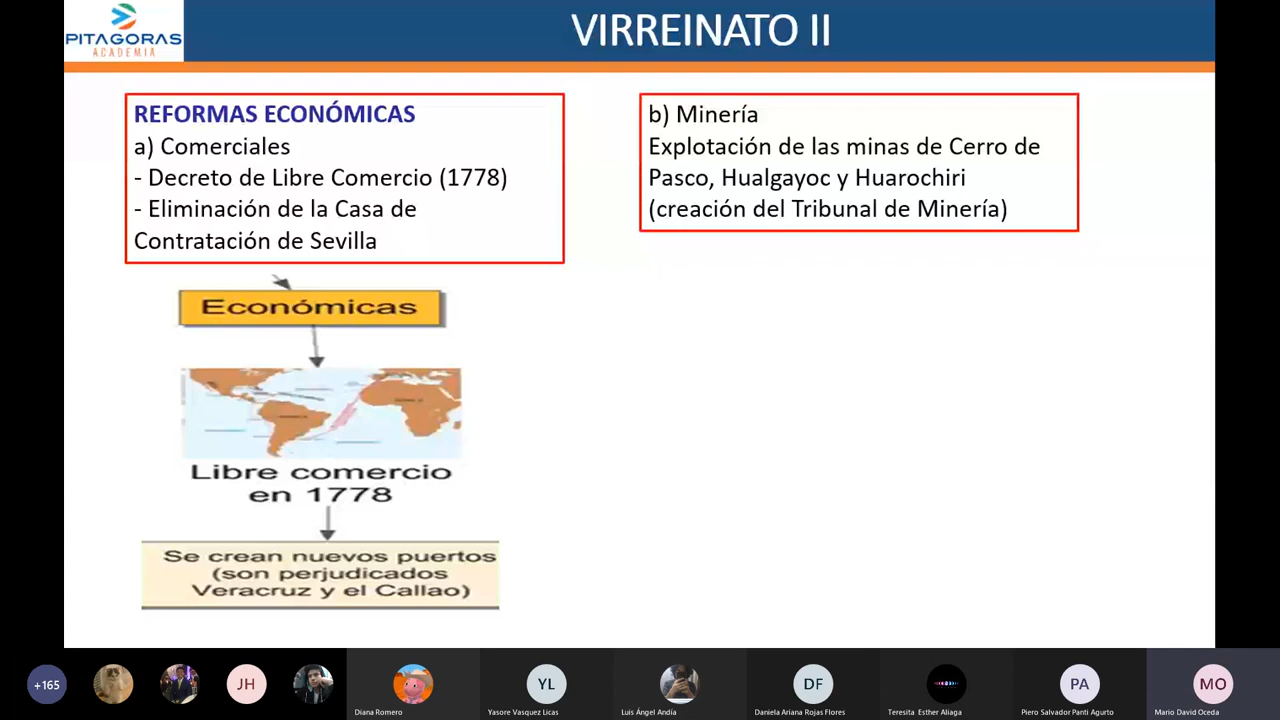 PITAGORAS
ACADEMIA
VIRREINATO II
REFORMAS ECONÓMICAS
a) Comerciales
- Decreto de Libre Comercio (1778)
- Eliminación de la Casa de
Contratación de Sevilla
b) Minería
Explotación de las minas de Cerro de
Pasco, Hualgayoc y Huarochiri
(creación del Tribunal de Minería)
Económicas
Libre comercio
en 1778
Se crean nuevos puertos
(son perjudicados
Veracruz y el Callao)
+165
JH
Diana Romero
YL
Yasore Vasquez Licas
Luis Ángel Andía
DF
Daniela Ariana Rojas Flores
Teresita Esther Aliaga
PA
Piero Salvador Panti Agurto
MO
Mario David Oceda